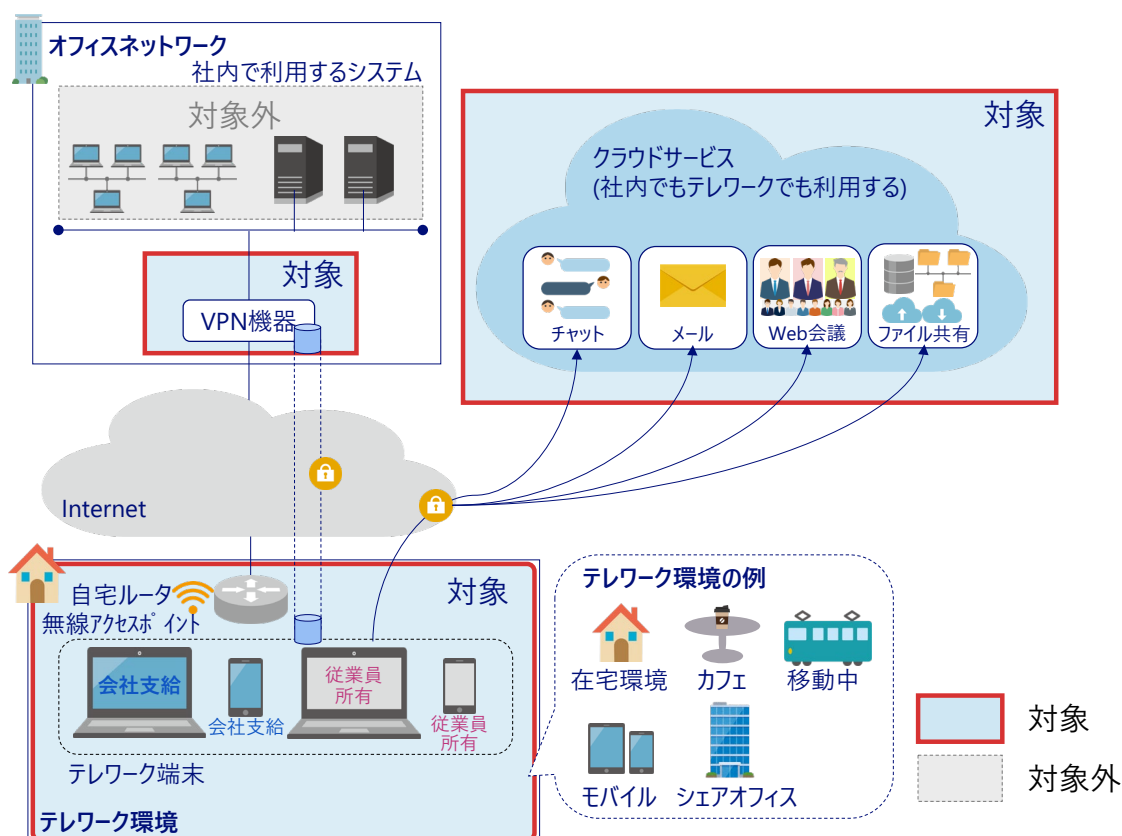 オフィスネットワーク
社内で利用するシステム
対象外
対象
VPN機器
対象
クラウドサービス
(社内でもテレワークでも利用する)
チャット
メール
Web会議
ファイル共有
Internet
対象
自宅ルータ
無線アクセスポイント
会社支給
会社支給
従業員
所有
従業員
所有
テレワーク端末
テレワーク環境
テレワーク環境の例
在宅環境
カフェ
移動中
モバイル
シェアオフィス
対象
対象外